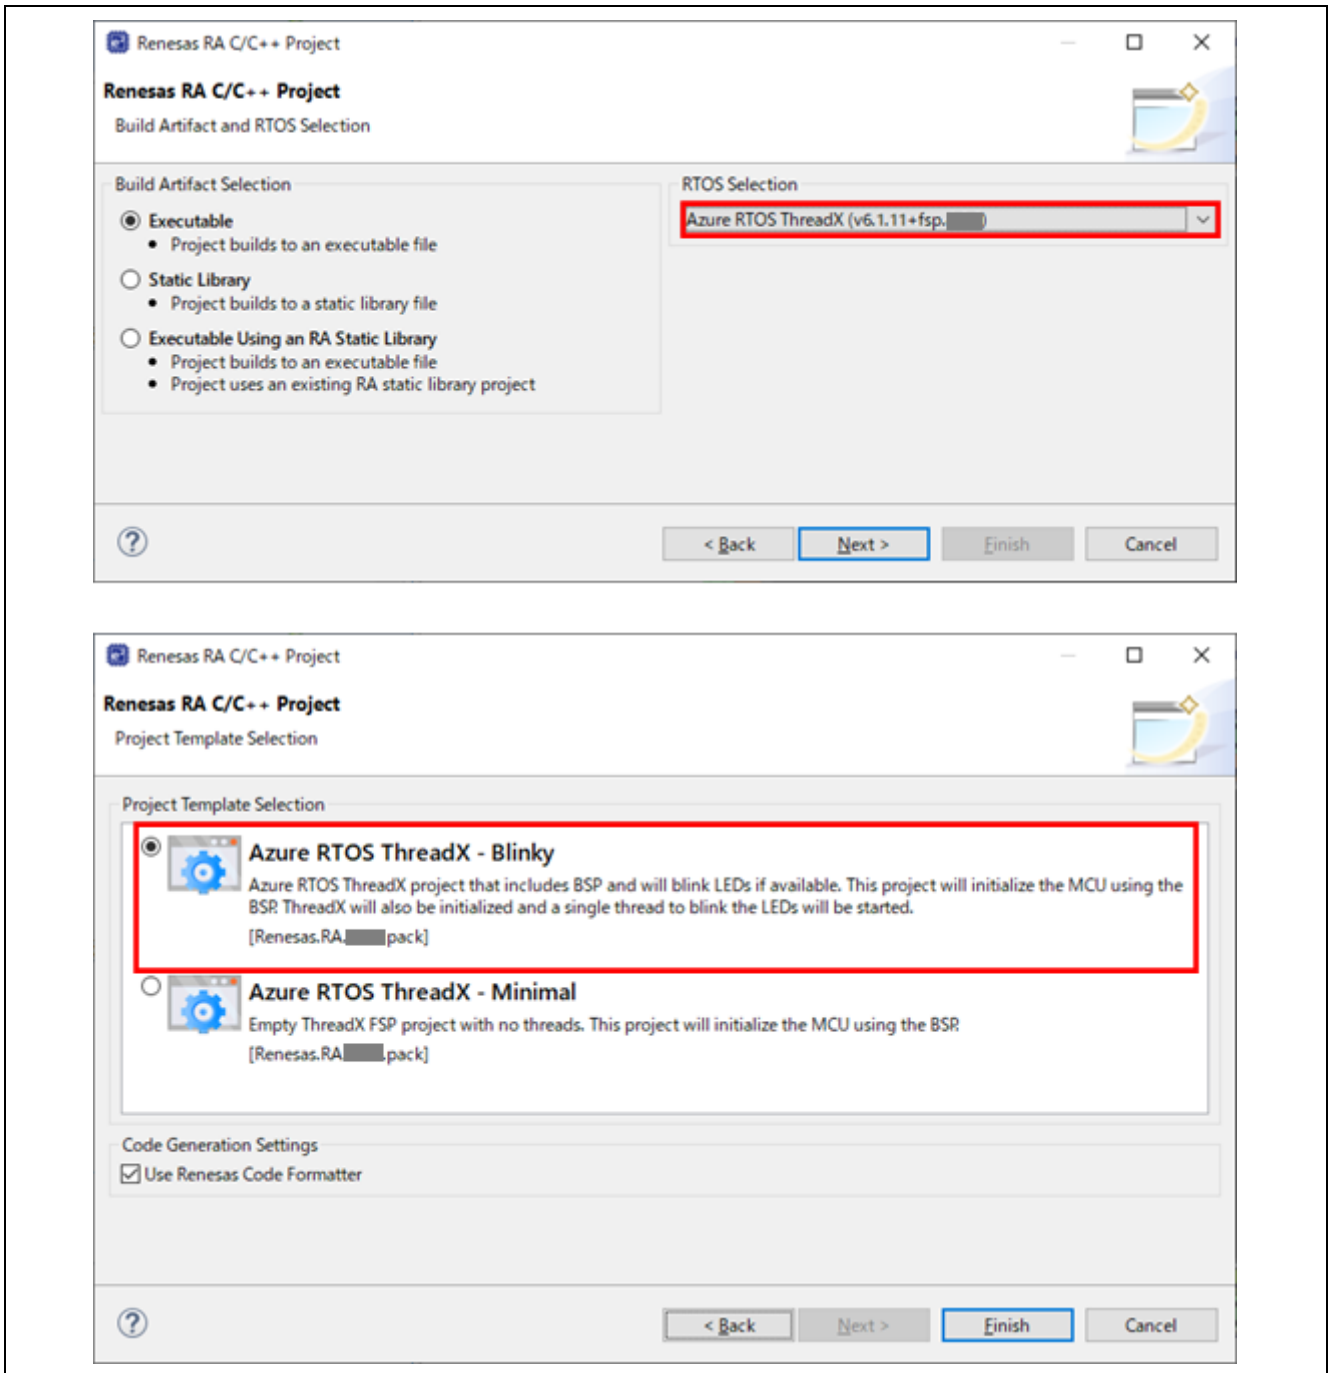 Renesas RA C/C++ Project
Renesas RA C/C++ Project
Build Artifact and RTOS Selection
Build Artifact Selection
Executable
• Project builds to an executable file
Static Library
• Project builds to a static library file
Executable Using an RA Static Library
• Project builds to an executable file
• Project uses an existing RA static library project
RTOS Selection
Azure RTOS ThreadX (v6.1.11+fsp. )
?
< Back
Next >
Finish
Cancel
Renesas RA C/C++ Project
Renesas RA C/C++ Project
Project Template Selection
Project Template Selection
Azure RTOS ThreadX - Blinky
Azure RTOS ThreadX project that includes BSP and will blink LEDs if available. This project will initialize the MCU using the
BSP. ThreadX will also be initialized and a single thread to blink the LEDs will be started.
[Renesas.RA. pack]
Azure RTOS ThreadX - Minimal
Empty ThreadX FSP project with no threads. This project will initialize the MCU using the BSP.
[Renesas.RA .pack]
Code Generation Settings
Use Renesas Code Formatter
?
< Back
Next >
Finish
Cancel